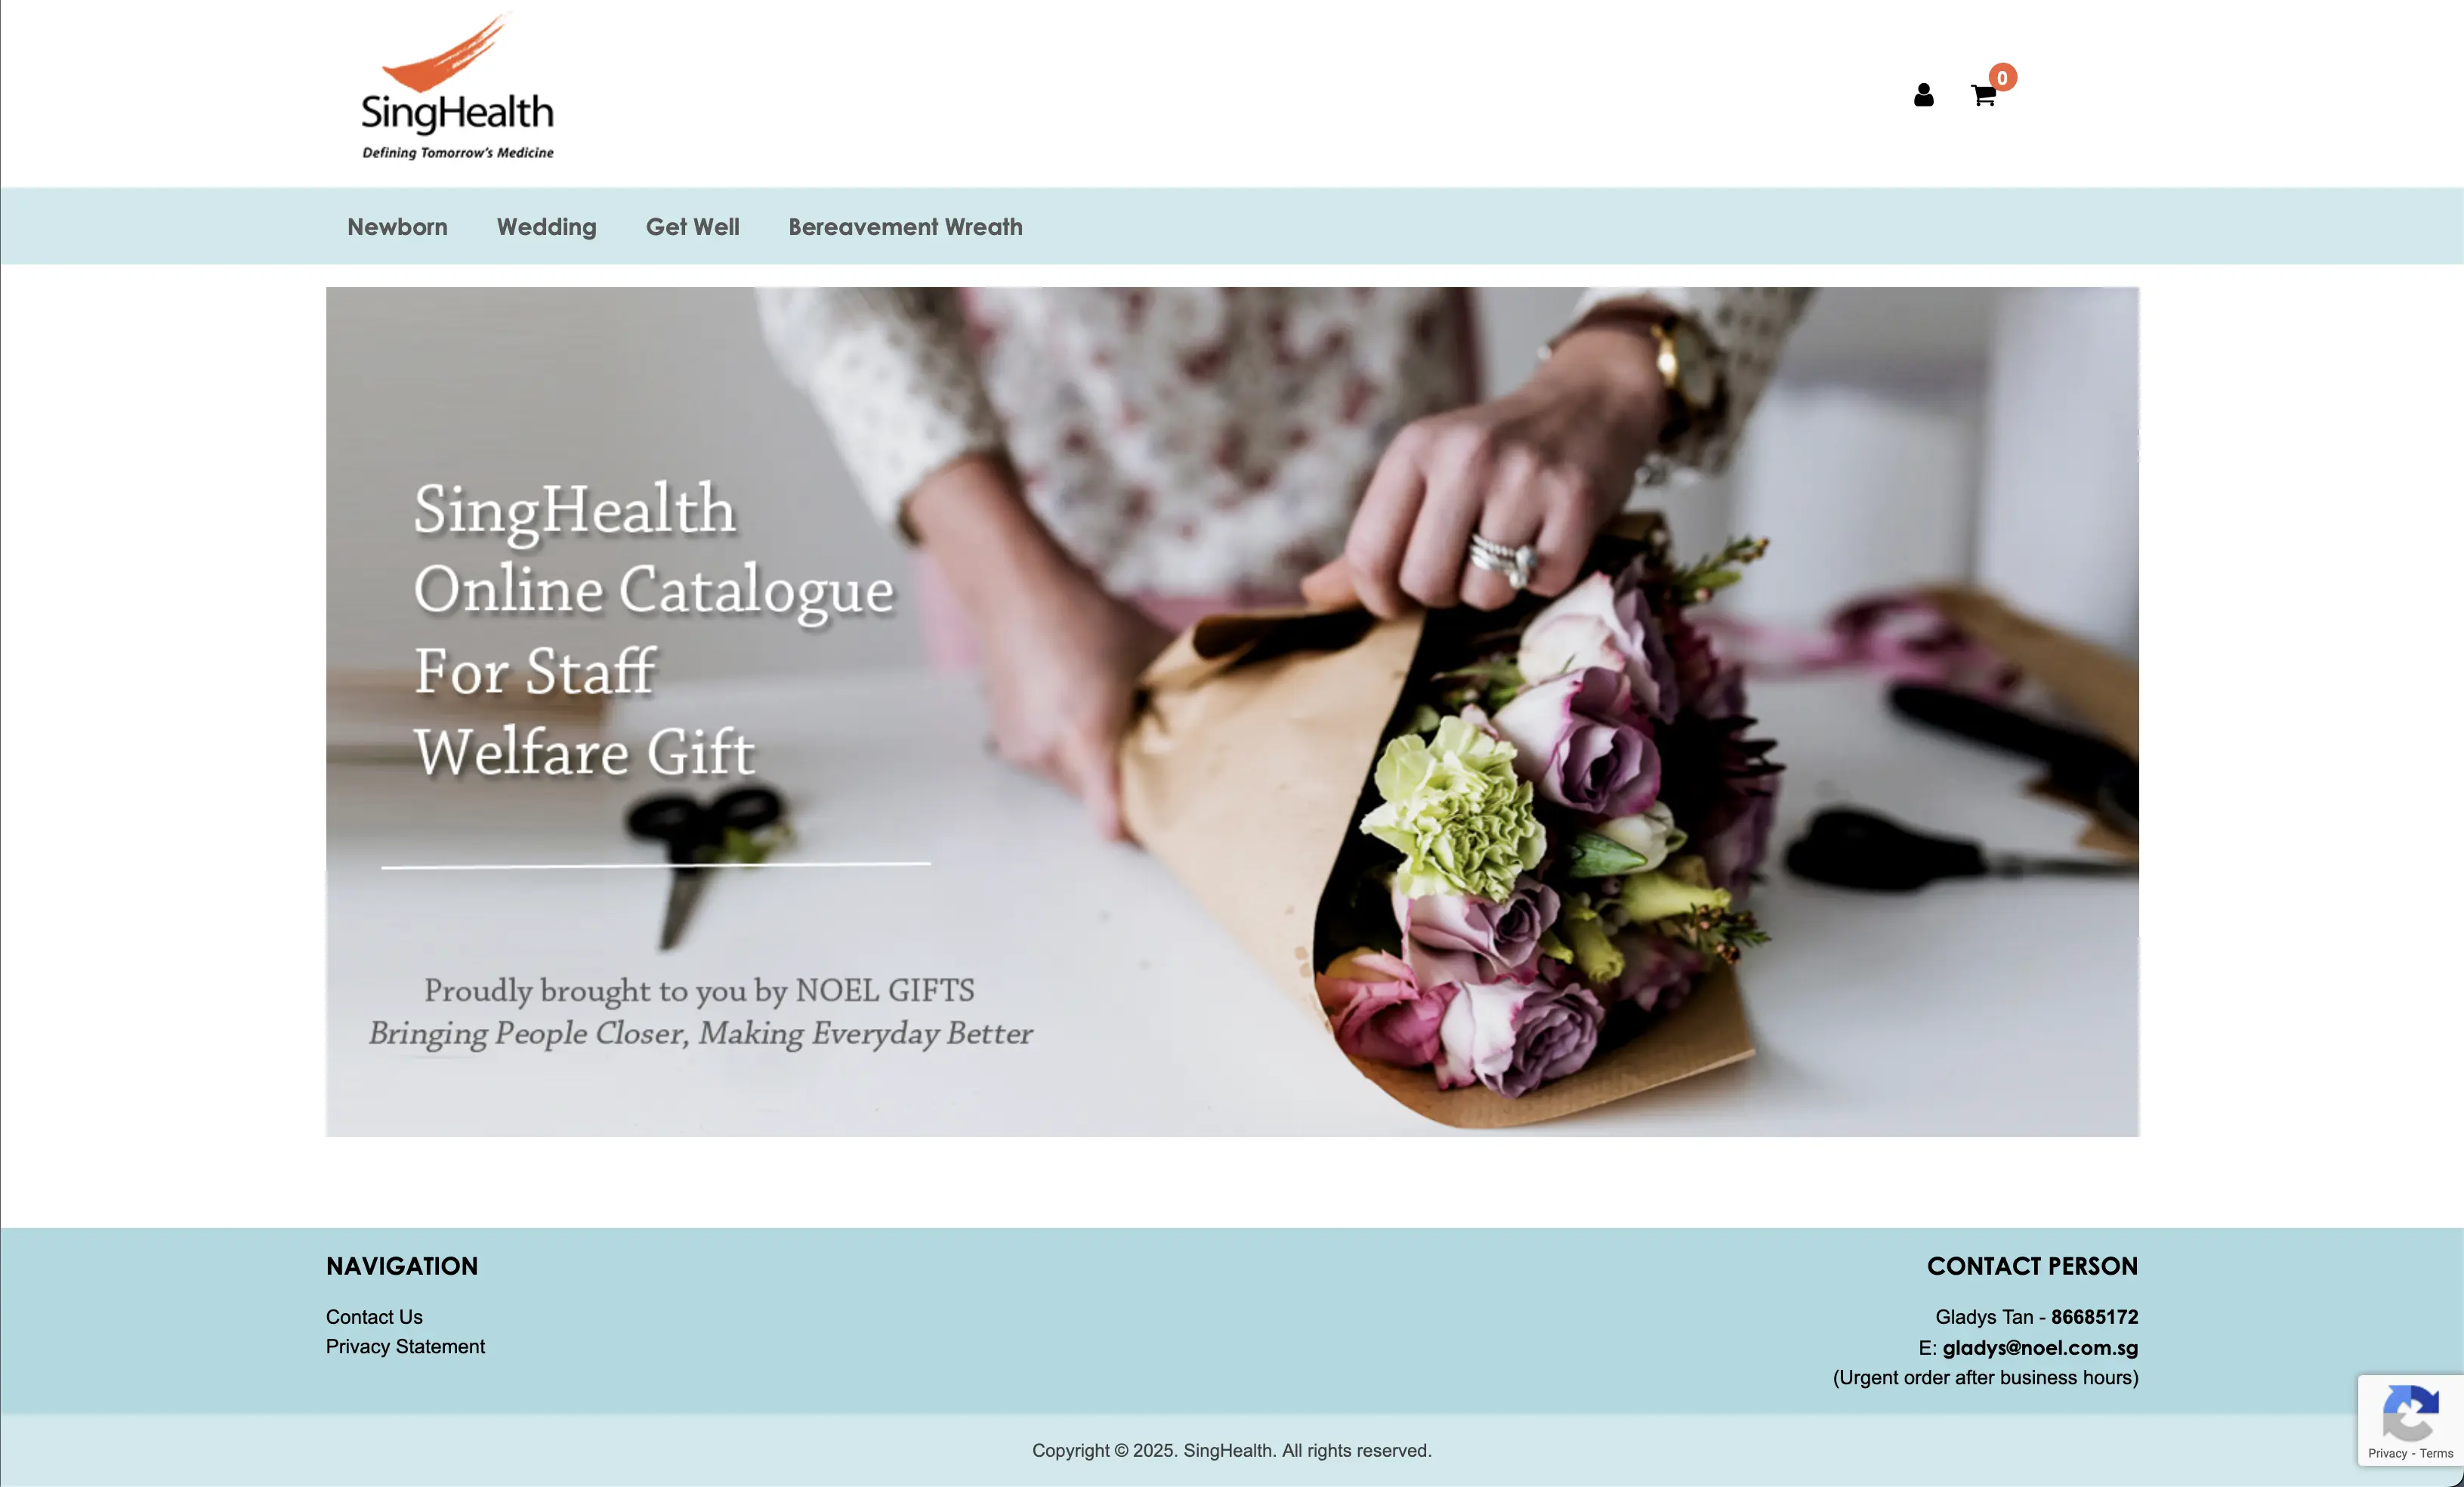 SingHealth
Defining Tomorrow's Medicine
0
Newborn Wedding Get Well Bereavement Wreath
SingHealth
Online Catalogue
For Staff
Welfare Gift
Proudly brought to you by NOEL GIFTS
Bringing People Closer, Making Everyday Better
NAVIGATION
Contact Us
Privacy Statement
CONTACT PERSON
Gladys Tan - 86685172
E: gladys@noel.com.sg
(Urgent order after business hours)
Copyright © 2025. SingHealth. All rights reserved.
Privacy - Terms